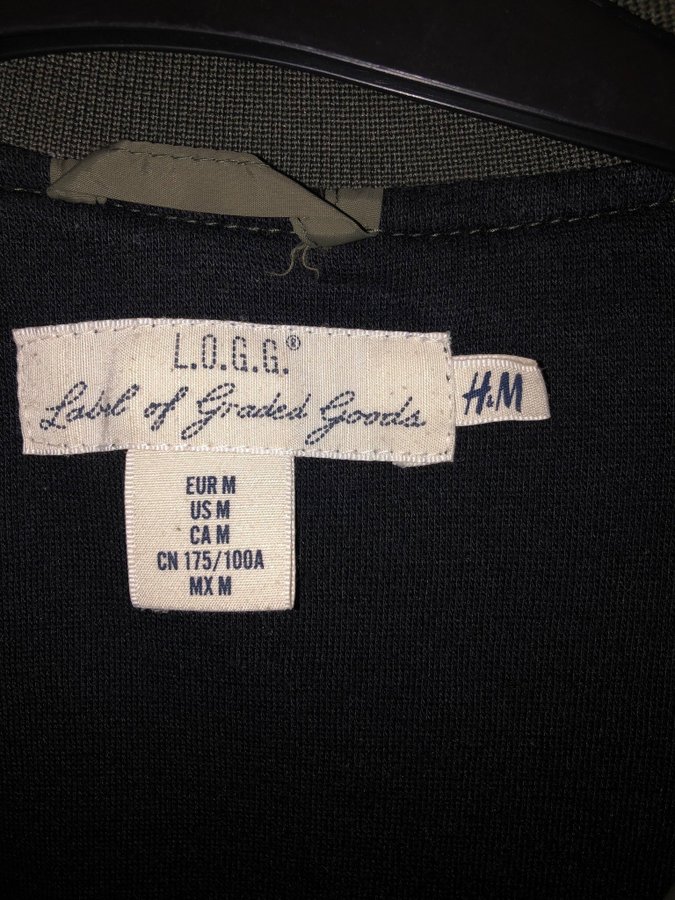 L.O.G.G.®
Label of Graded Goods
H&M
EUR M
US M
CA M
CN 175/100A
MX M